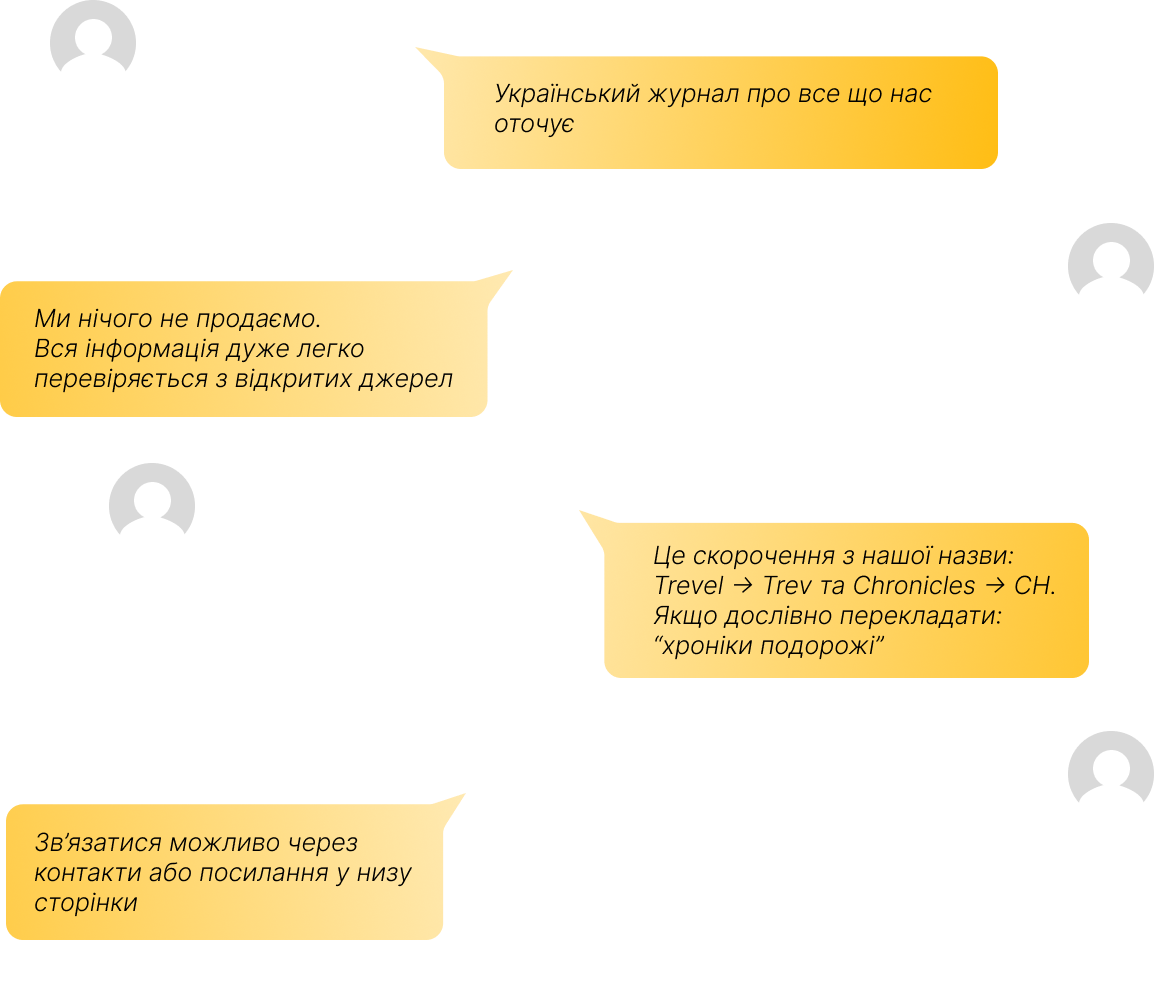 Український журнал про все що нас
оточує
Ми нічого не продаємо.
Вся інформація дуже легко
перевіряється з відкритих джерел
Це скорочення з нашої назви:
Trevel → Trev та Chronicles → CH.
Якщо дослівно перекладати:
“хроніки подорожі”
Зв’язатися можливо через
контакти або посилання у низу
сторінки